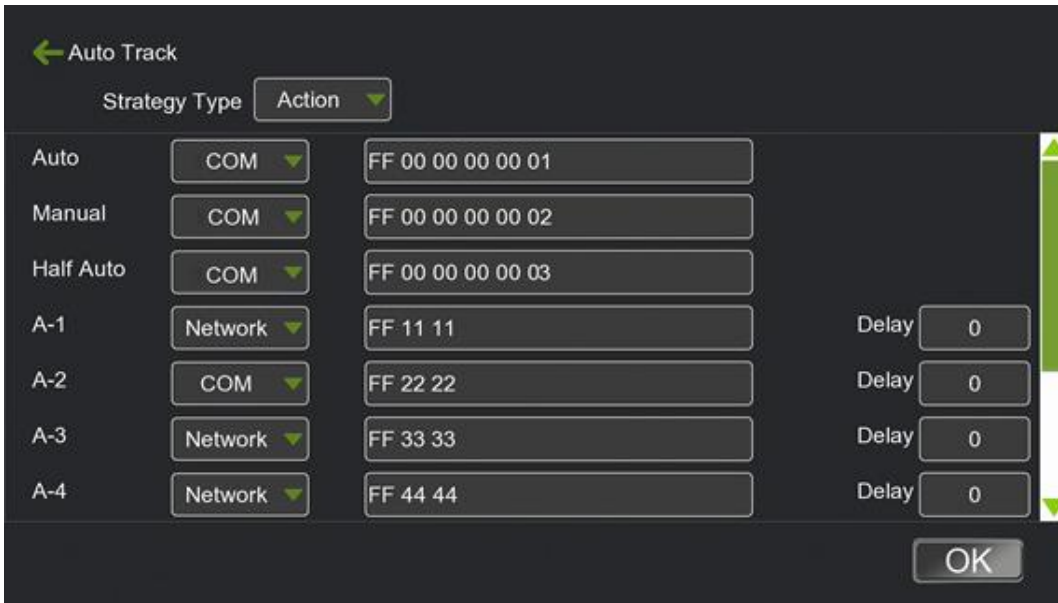 Auto Track
Strategy Type Action
Auto COM FF 00 00 00 00 01
Manual COM FF 00 00 00 00 02
Half Auto COM FF 00 00 00 00 03
A-1 Network FF 11 11 Delay 0
A-2 COM FF 22 22 Delay 0
A-3 Network FF 33 33 Delay 0
A-4 Network FF 44 44 Delay 0
OK